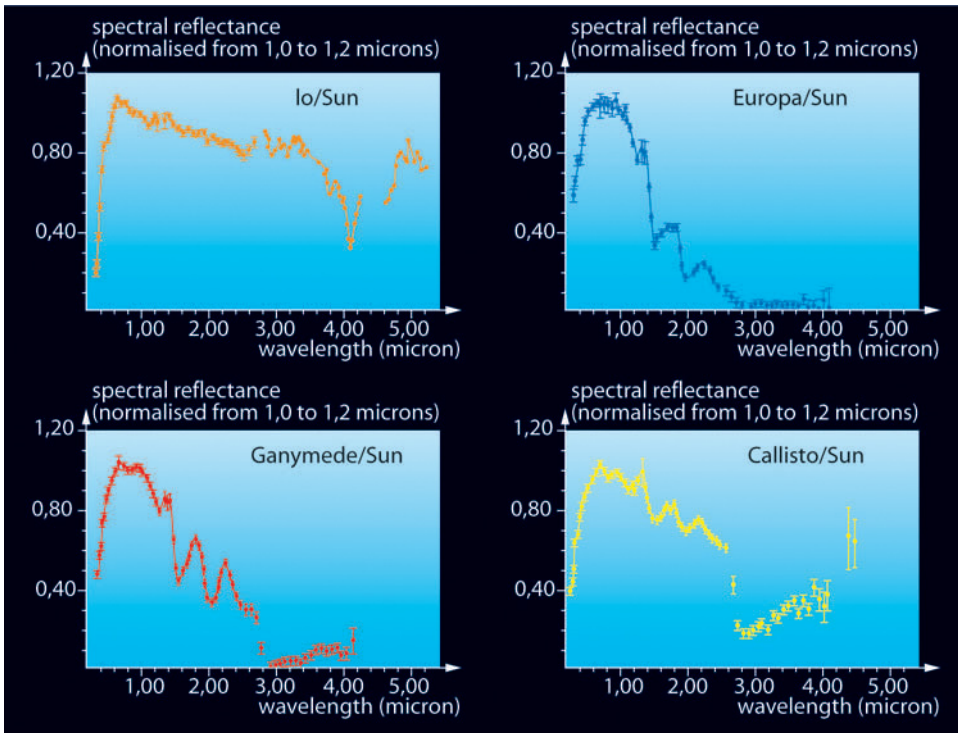 spectral reflectance
(normalised from 1,0 to 1,2 microns)
1,20
Io/Sun
0,80
0,40
1,00 2,00 3,00 4,00 5,00
wavelength (micron)
spectral reflectance
(normalised from 1,0 to 1,2 microns)
1,20
Europa/Sun
0,80
0,40
1,00 2,00 3,00 4,00 5,00
wavelength (micron)
spectral reflectance
(normalised from 1,0 to 1,2 microns)
1,20
Ganymede/Sun
0,80
0,40
1,00 2,00 3,00 4,00 5,00
wavelength (micron)
spectral reflectance
(normalised from 1,0 to 1,2 microns)
1,20
Callisto/Sun
0,80
0,40
1,00 2,00 3,00 4,00 5,00
wavelength (micron)